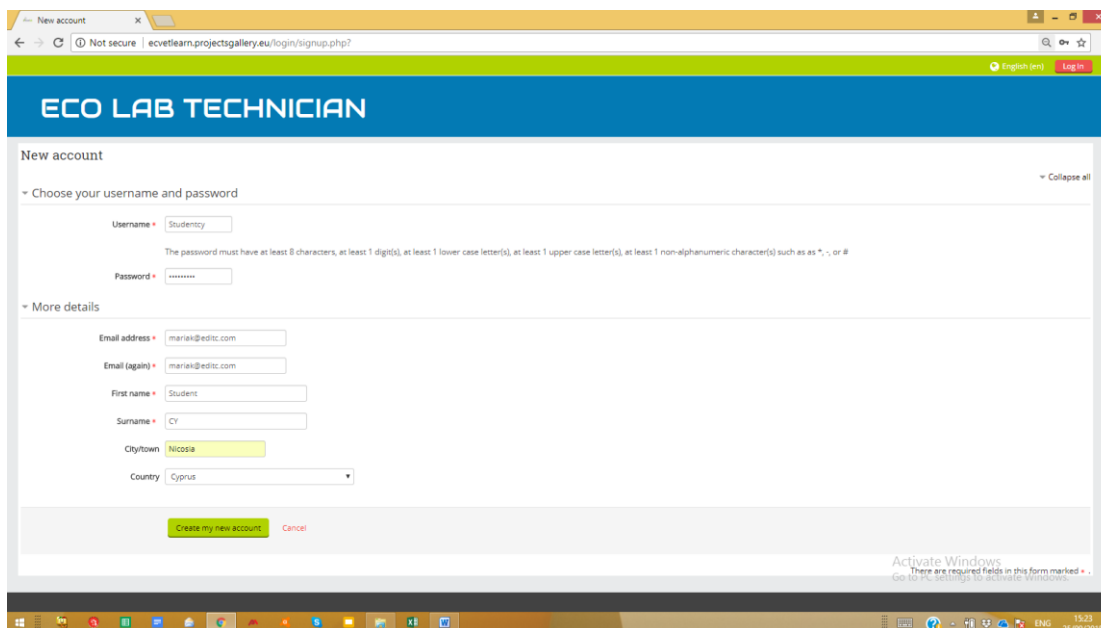 New account
Not secure | ecvetlearn.projectsgallery.eu/login/signup.php?
English (en) Log in
ECO LAB TECHNICIAN
New account
Collapse all
Choose your username and password
Username * Studentcy
The password must have at least 8 characters, at least 1 digit(s), at least 1 lower case letter(s), at least 1 upper case letter(s), at least 1 non-alphanumeric character(s) such as as *, -, or #
Password * •••••••••
More details
Email address * mariak@editc.com
Email (again) * mariak@editc.com
First name * Student
Surname * CY
City/town Nicosia
Country Cyprus
Create my new account Cancel
Activate Windows
There are required fields in this form marked * .
Go to PC settings to activate Windows.
ENG 15:23